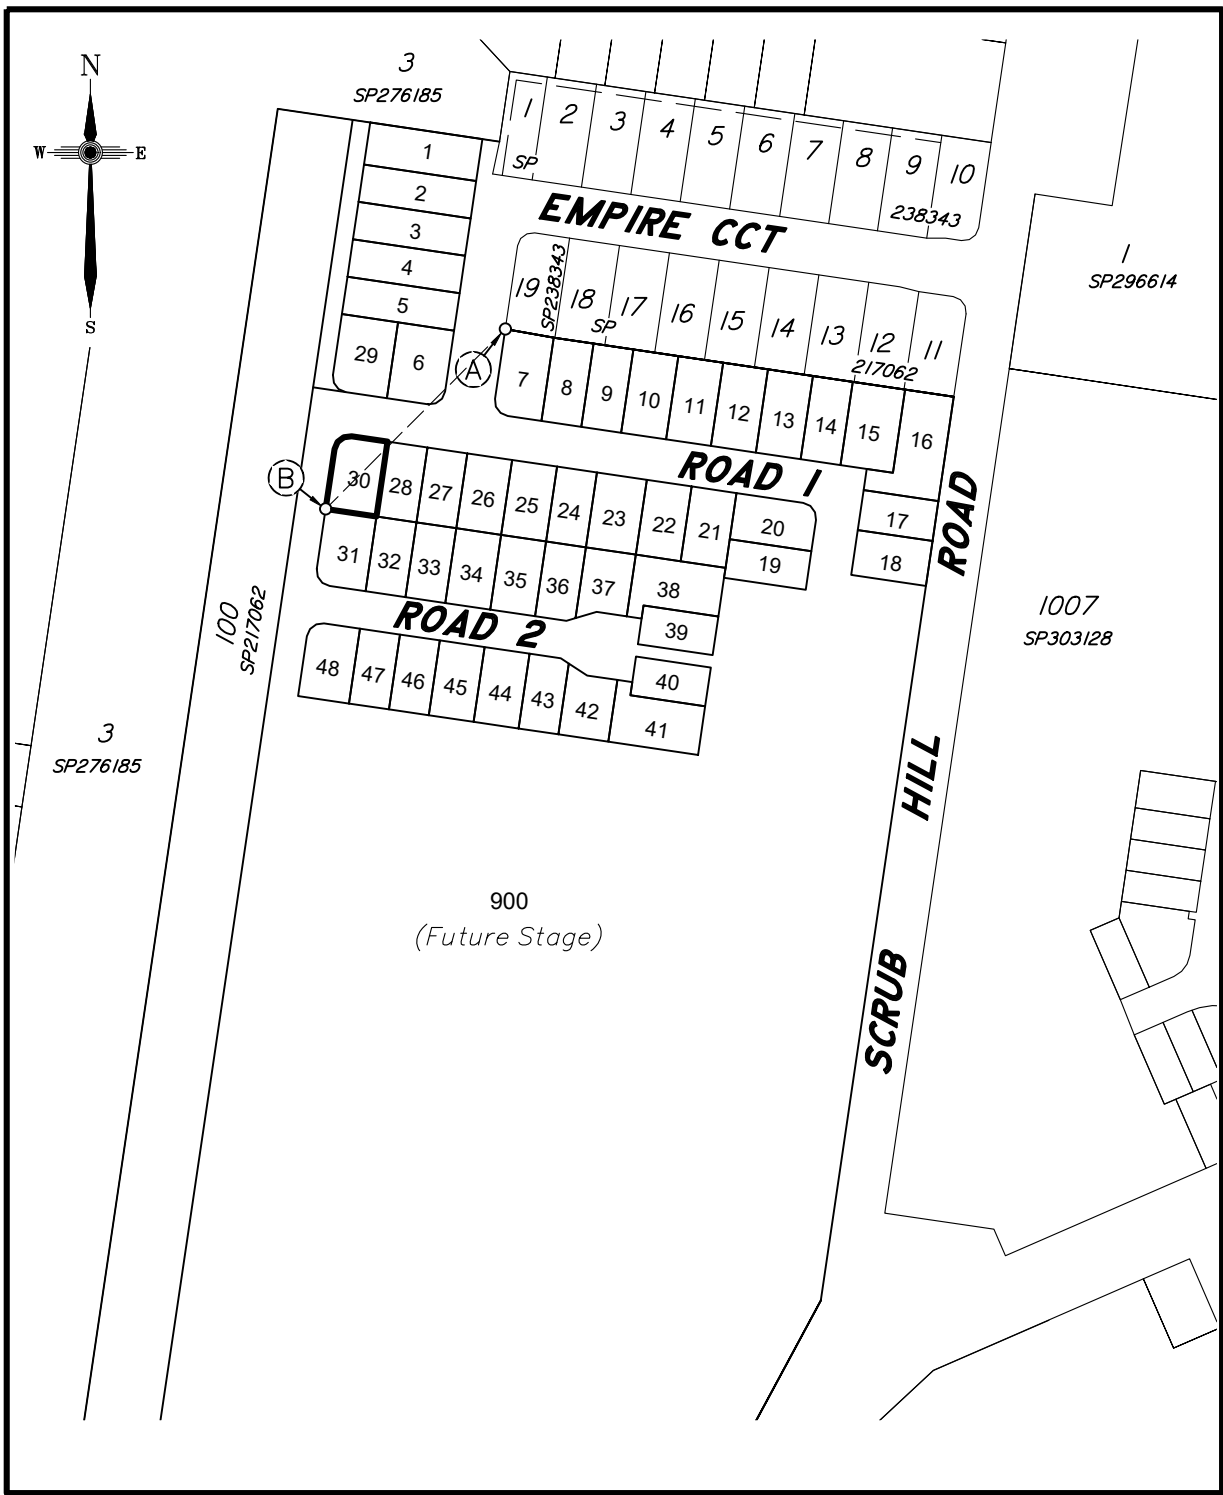 N
W E
S
3
SP276185
1
2
3
4
5
29 6
1 2 3 4 5 6 7 8 9 10
SP 238343
EMPIRE CCT
1
SP296614
19 18 17 16 15 14 13 12 11
SP238343
SP 217062
A
7 8 9 10 11 12 13 14 15 16
ROAD 1
B
30 28 27 26 25 24 23 22 21 20
19
17
18
31 32 33 34 35 36 37 38
39
ROAD 2
40
48 47 46 45 44 43 42 41
100
SP217062
1007
SP303128
3
SP276185
SCRUB HILL ROAD
900
(Future Stage)